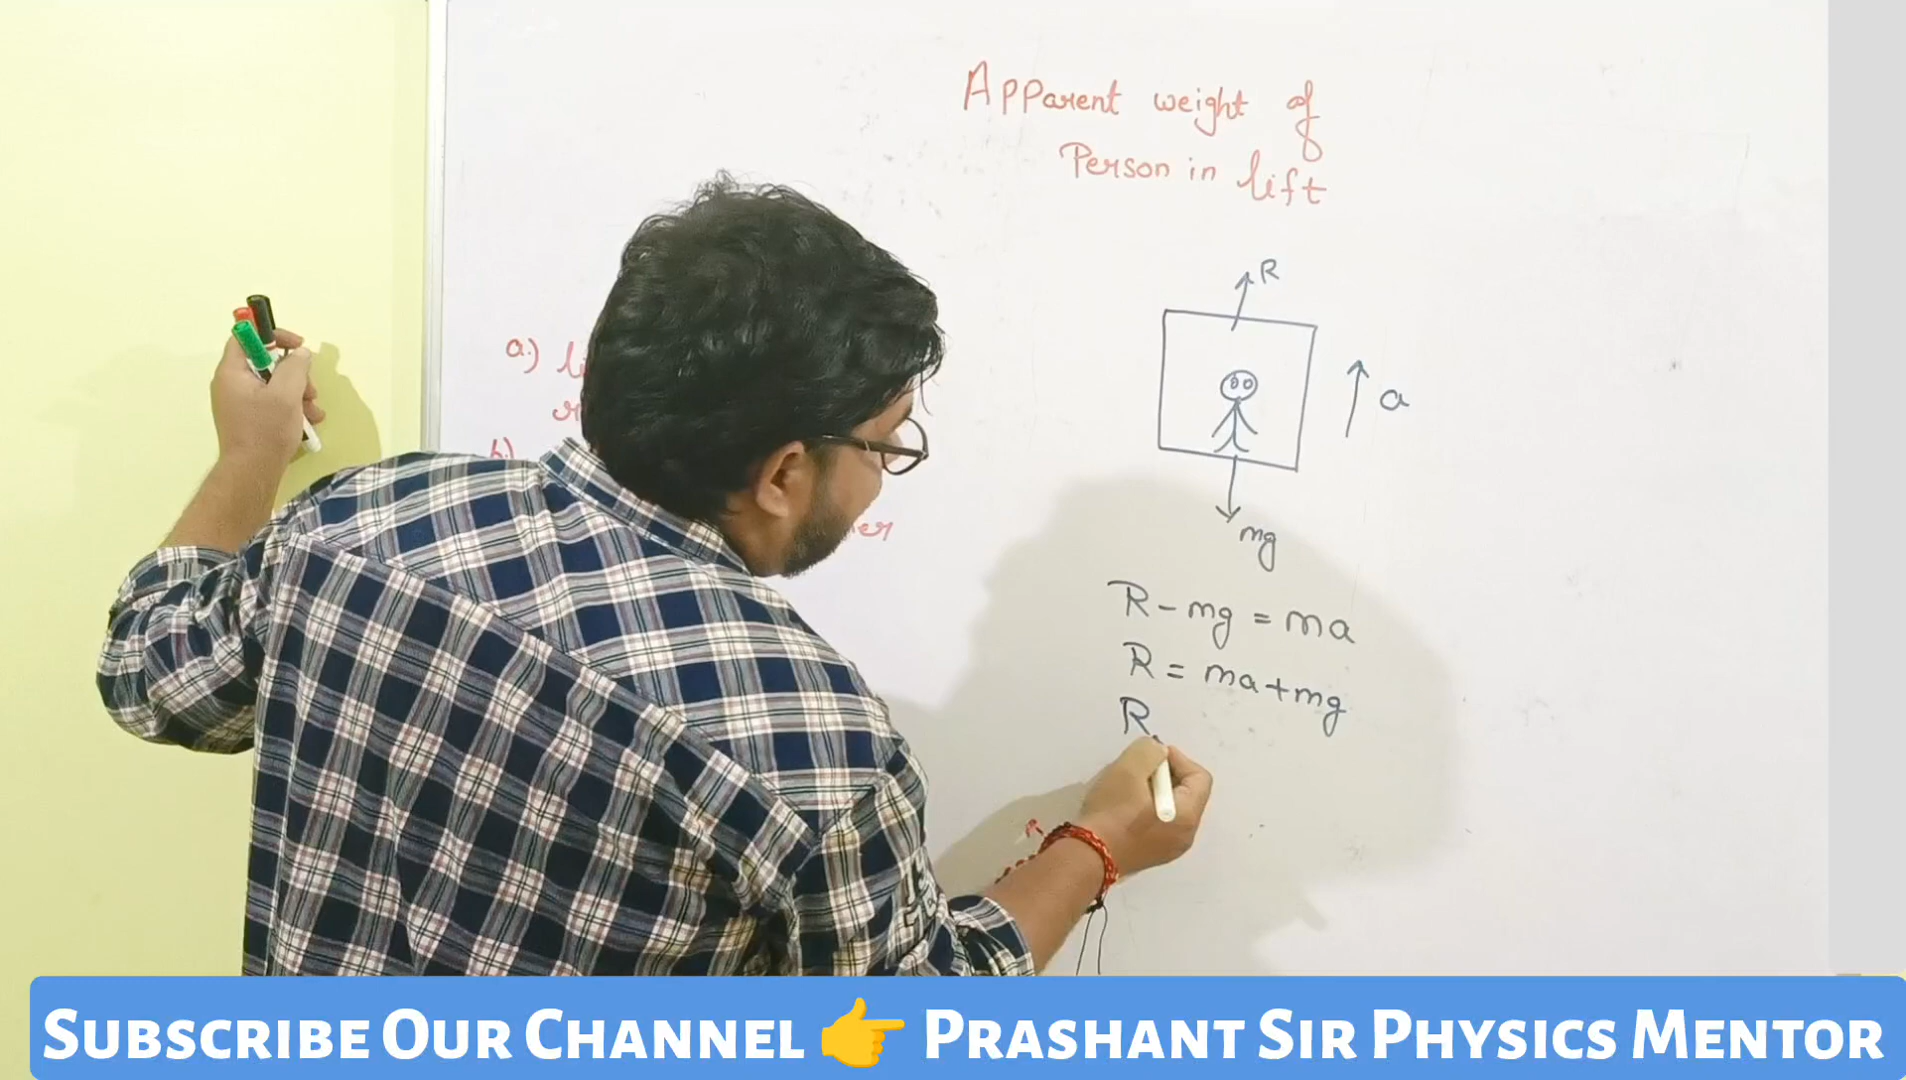 Apparent weight of
Person in lift
R
a
mg
a.)
b.)
R - mg = ma
R = ma + mg
R
SUBSCRIBE OUR CHANNEL 👉 PRASHANT SIR PHYSICS MENTOR